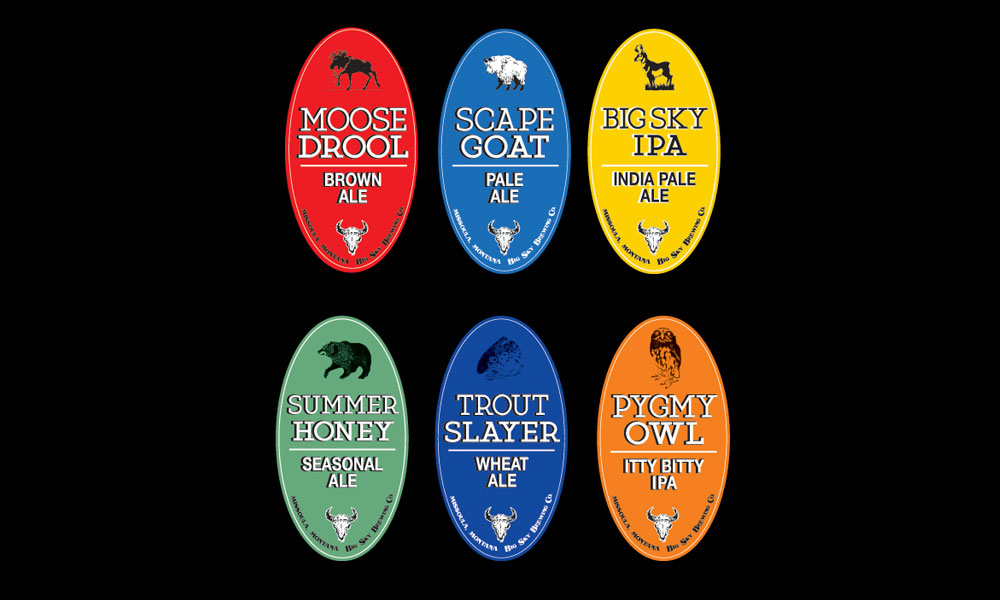 MOOSE
DROOL
BROWN
ALE
MISSOULA, MONTANA BIG SKY BREWING CO.
SCAPE
GOAT
PALE
ALE
MISSOULA, MONTANA BIG SKY BREWING CO.
BIG SKY
IPA
INDIA PALE
ALE
MISSOULA, MONTANA BIG SKY BREWING CO.
SUMMER
HONEY
SEASONAL
ALE
MISSOULA, MONTANA BIG SKY BREWING CO.
TROUT
SLAYER
WHEAT
ALE
MISSOULA, MONTANA BIG SKY BREWING CO.
PYGMY
OWL
ITTY BITTY
IPA
MISSOULA, MONTANA BIG SKY BREWING CO.